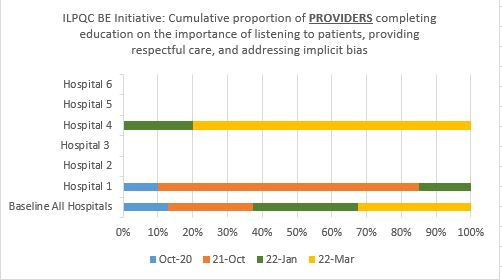 ILPQC BE Initiative: Cumulative proportion of PROVIDERS completing
education on the importance of listening to patients, providing
respectful care, and addressing implicit bias
Hospital 6
Hospital 5
Hospital 4
Hospital 3
Hospital 2
Hospital 1
Baseline All Hospitals
0% 10% 20% 30% 40% 50% 60% 70% 80% 90% 100%
Oct-20 21-Oct 22-Jan 22-Mar